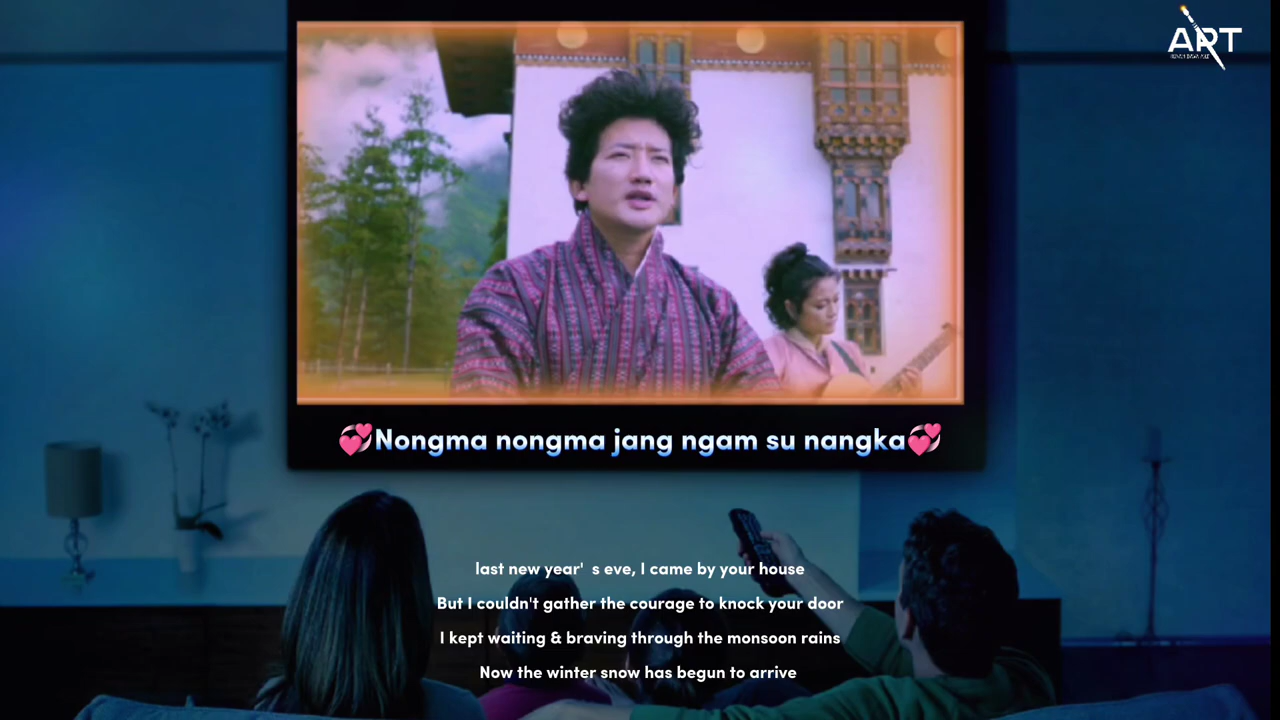 ART
Nongma nongma jang ngam su nangka
last new year' s eve, I came by your house
But I couldn't gather the courage to knock your door
I kept waiting & braving through the monsoon rains
Now the winter snow has begun to arrive